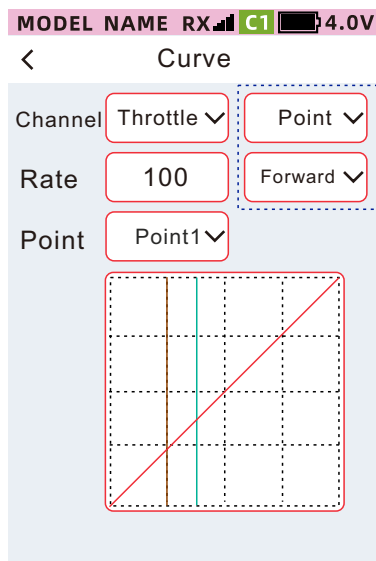 MODEL NAME RX C1 4.0V
Curve
Channel Throttle Point
Rate 100 Forward
Point Point1